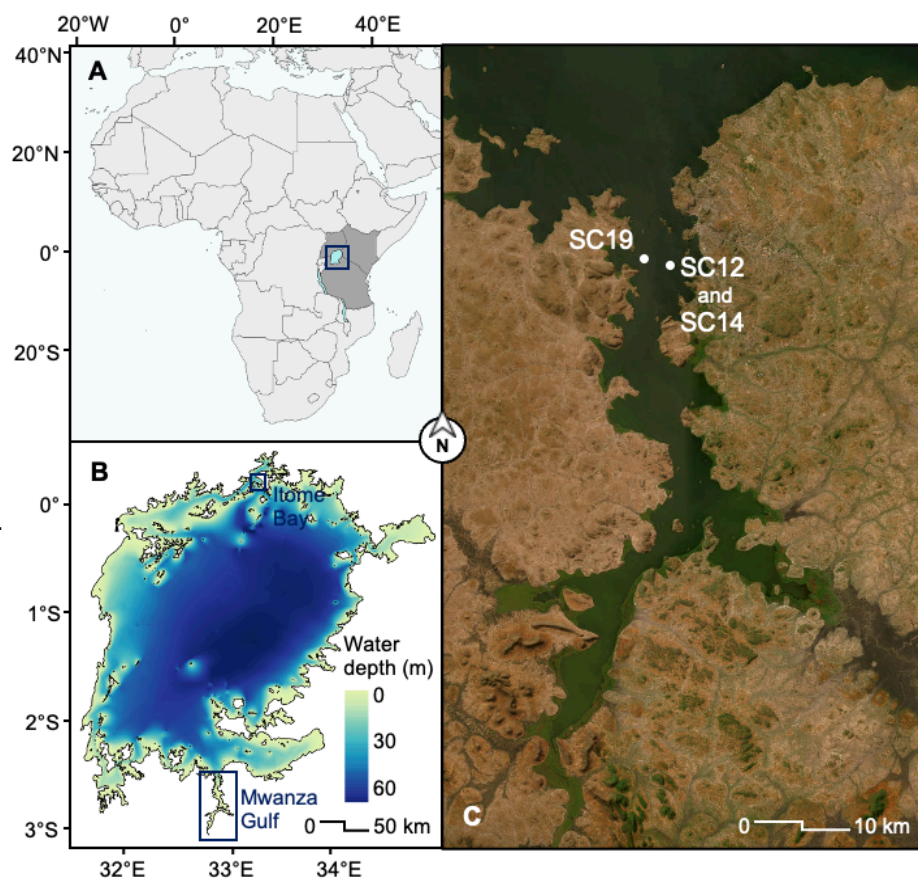 20°W 0° 20°E 40°E
40°N
A
20°N
0°
20°S
N
B
0°
Itome
Bay
1°S
Water
depth (m)
0
30
60
2°S
Mwanza
Gulf
0 50 km
3°S
32°E 33°E 34°E
SC19
SC12
and
SC14
C
0 10 km